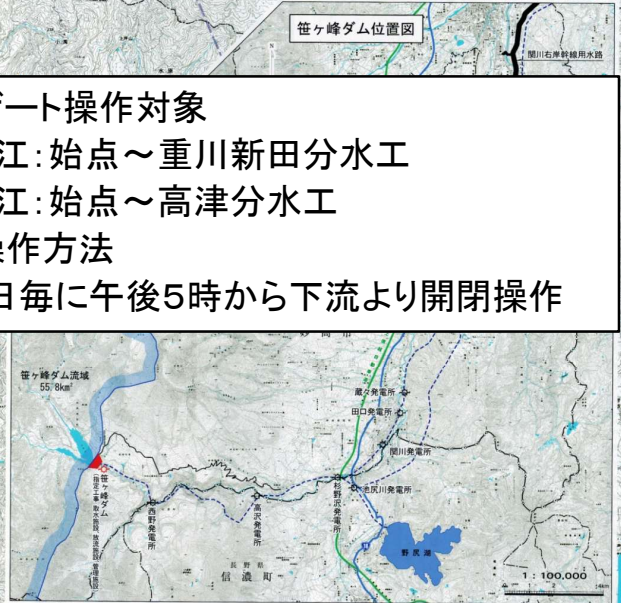 笹ヶ峰ダム位置図
関川右岸幹線用水路
ート操作対象
江:始点～重川新田分水工
江:始点～高津分水工
操作方法
日毎に午後5時から下流より開閉操作
笹ヶ峰ダム流域
55.8km²
蔵々発電所
田口発電所
関川発電所
池尻川発電所
杉野沢発電所
高沢発電所
西野発電所
笹ヶ峰ダム
野尻湖
長野県
信濃町
1:100,000